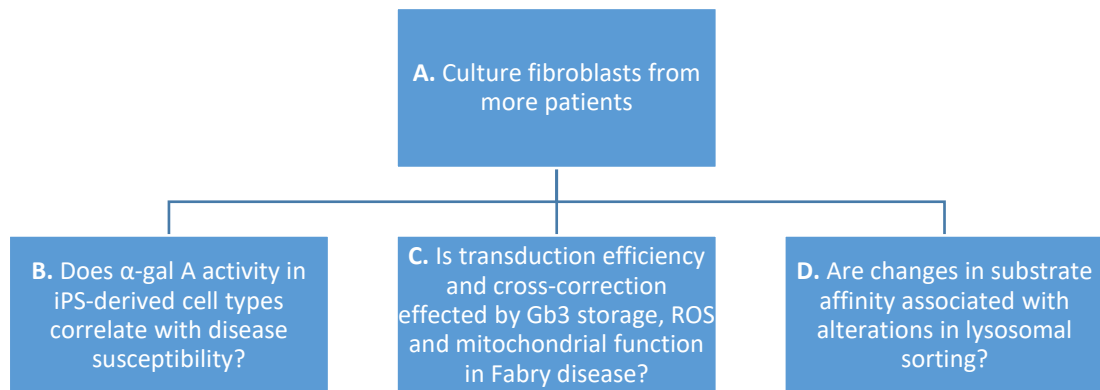 A. Culture fibroblasts from
more patients
B. Does α-gal A activity in
iPS-derived cell types
correlate with disease
susceptibility?
C. Is transduction efficiency
and cross-correction
effected by Gb3 storage, ROS
and mitochondrial function
in Fabry disease?
D. Are changes in substrate
affinity associated with
alterations in lysosomal
sorting?